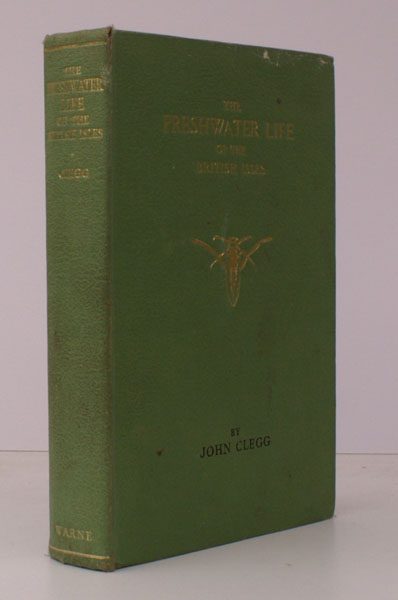 THE
FRESHWATER
LIFE
OF THE
BRITISH ISLES
CLEGG
WARNE
THE
FRESHWATER LIFE
OF THE
BRITISH ISLES
BY
JOHN CLEGG